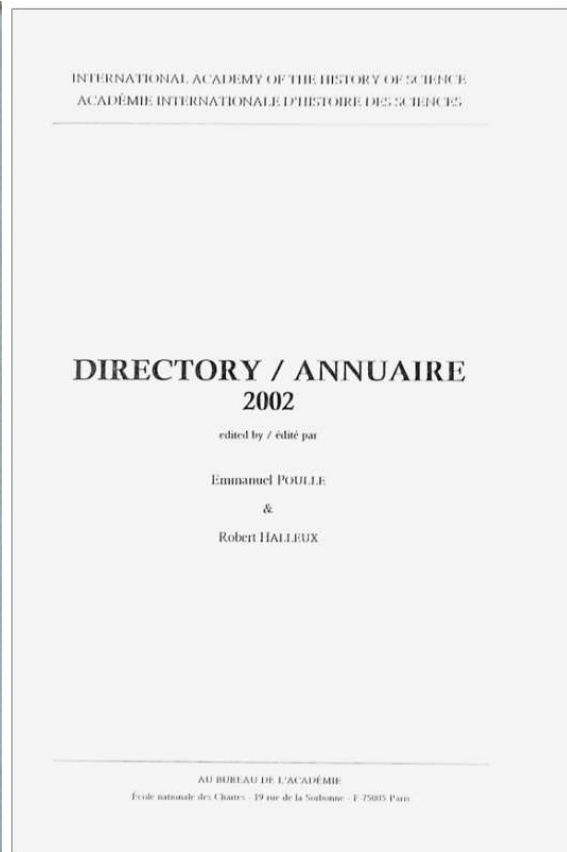 INTERNATIONAL ACADEMY OF THE HISTORY OF SCIENCE
ACADÉMIE INTERNATIONALE D'HISTOIRE DES SCIENCES
DIRECTORY / ANNUAIRE
2002
edited by / édité par
Emmanuel POULLE
&
Robert HALLEUX
AU BUREAU DE L'ACADÉMIE
École nationale des Chartes - 19 rue de la Sorbonne - F-75005 Paris